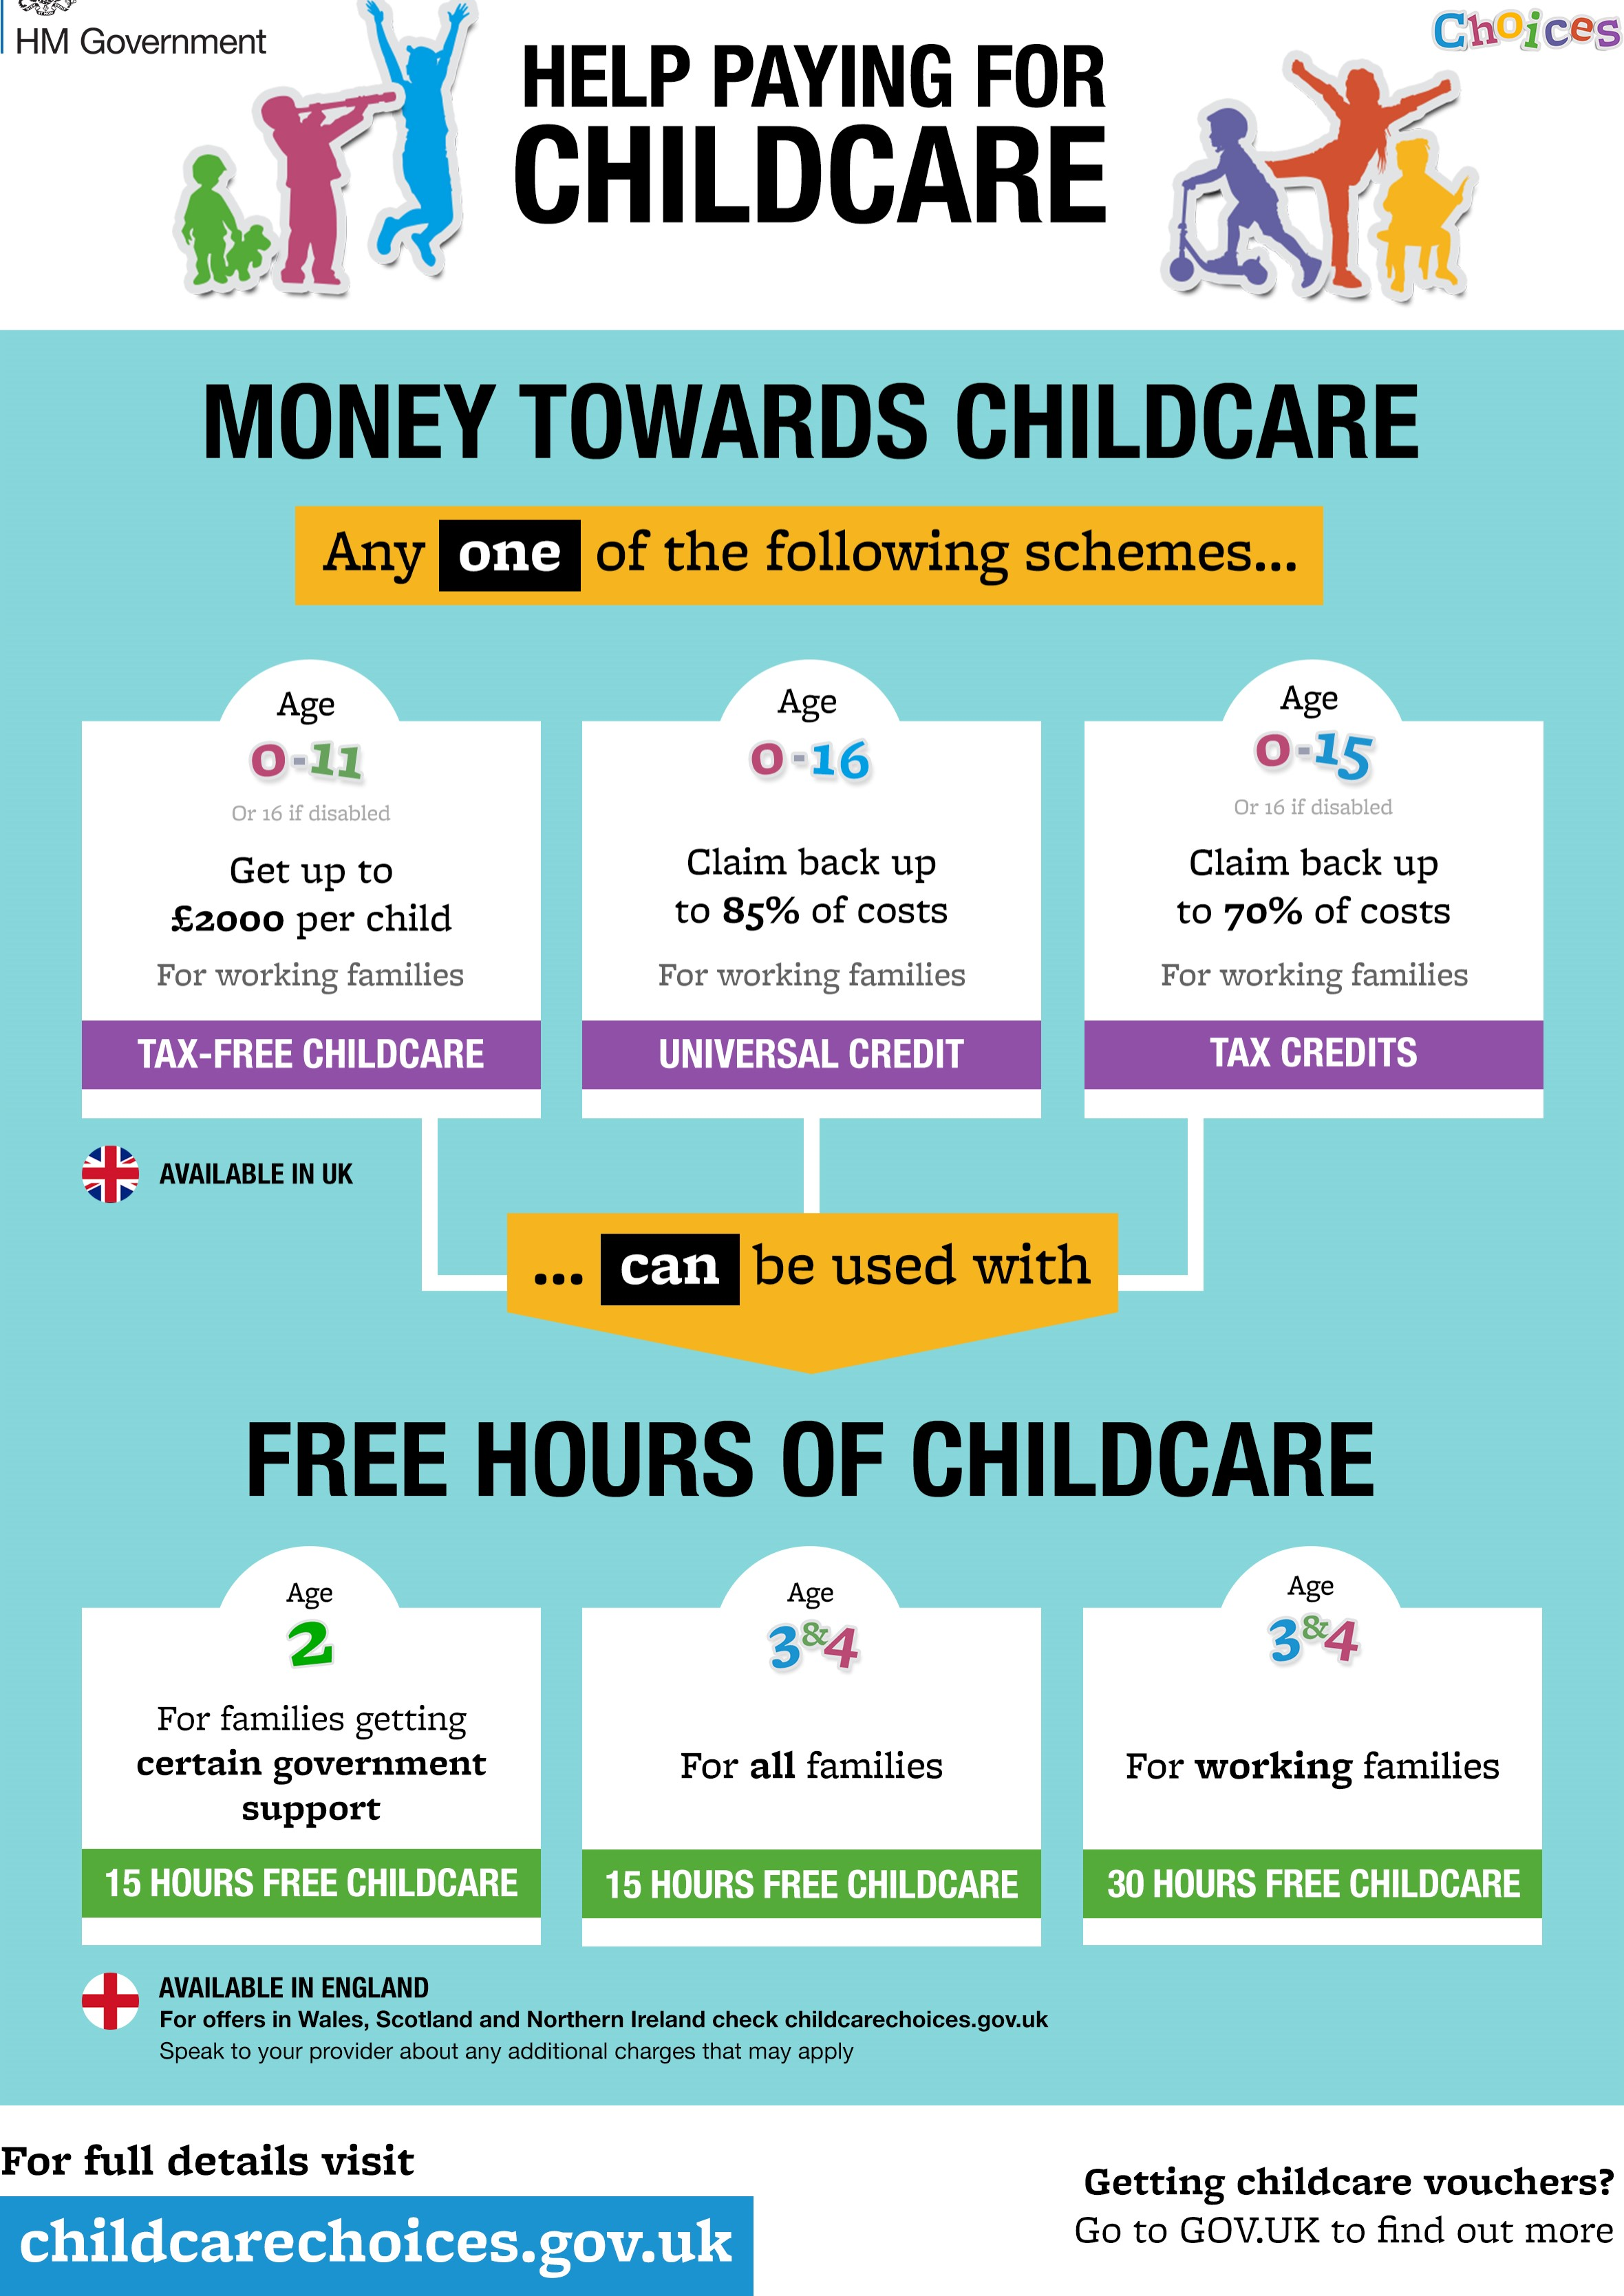 HM Government
Choices
HELP PAYING FOR
CHILDCARE
MONEY TOWARDS CHILDCARE
Any one of the following schemes...
Age
0-11
Or 16 if disabled
Get up to
£2000 per child
For working families
TAX-FREE CHILDCARE
Age
0-16
Claim back up
to 85% of costs
For working families
UNIVERSAL CREDIT
Age
0-15
Or 16 if disabled
Claim back up
to 70% of costs
For working families
TAX CREDITS
AVAILABLE IN UK
... can be used with
FREE HOURS OF CHILDCARE
Age
2
For families getting
certain government
support
15 HOURS FREE CHILDCARE
Age
3&4
For all families
15 HOURS FREE CHILDCARE
Age
3&4
For working families
30 HOURS FREE CHILDCARE
AVAILABLE IN ENGLAND
For offers in Wales, Scotland and Northern Ireland check childcarechoices.gov.uk
Speak to your provider about any additional charges that may apply
For full details visit
childcarechoices.gov.uk
Getting childcare vouchers?
Go to GOV.UK to find out more